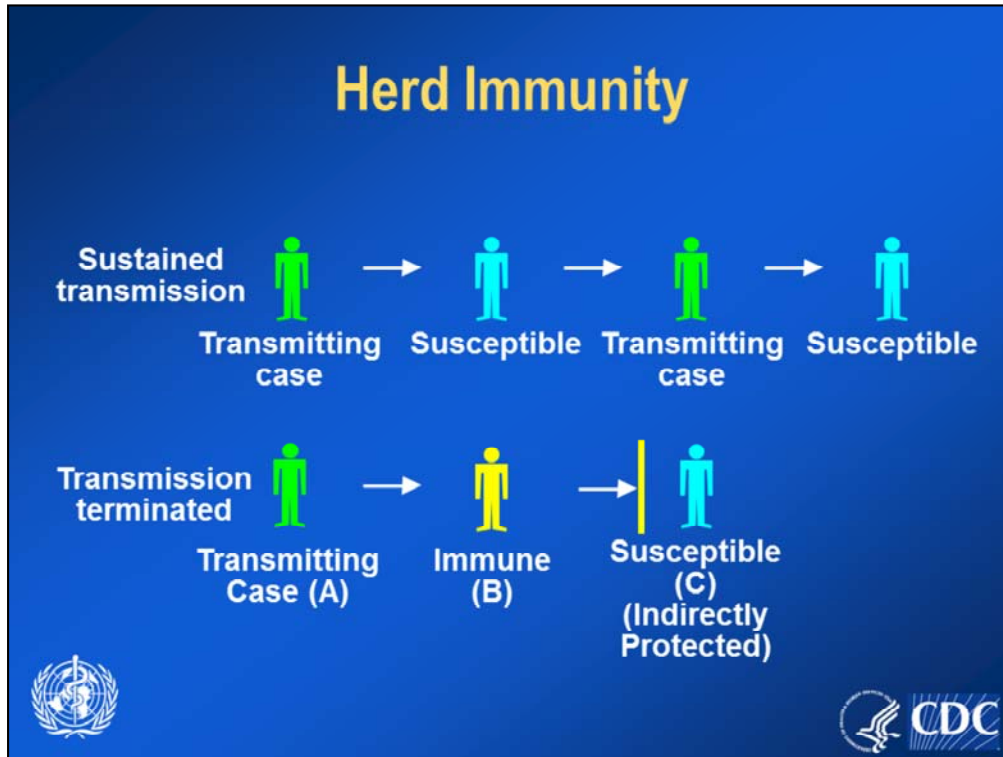 Herd Immunity
Sustained
transmission
Transmitting
case
Susceptible
Transmitting
case
Susceptible
Transmission
terminated
Transmitting
Case (A)
Immune
(B)
Susceptible
(C)
(Indirectly
Protected)
CDC